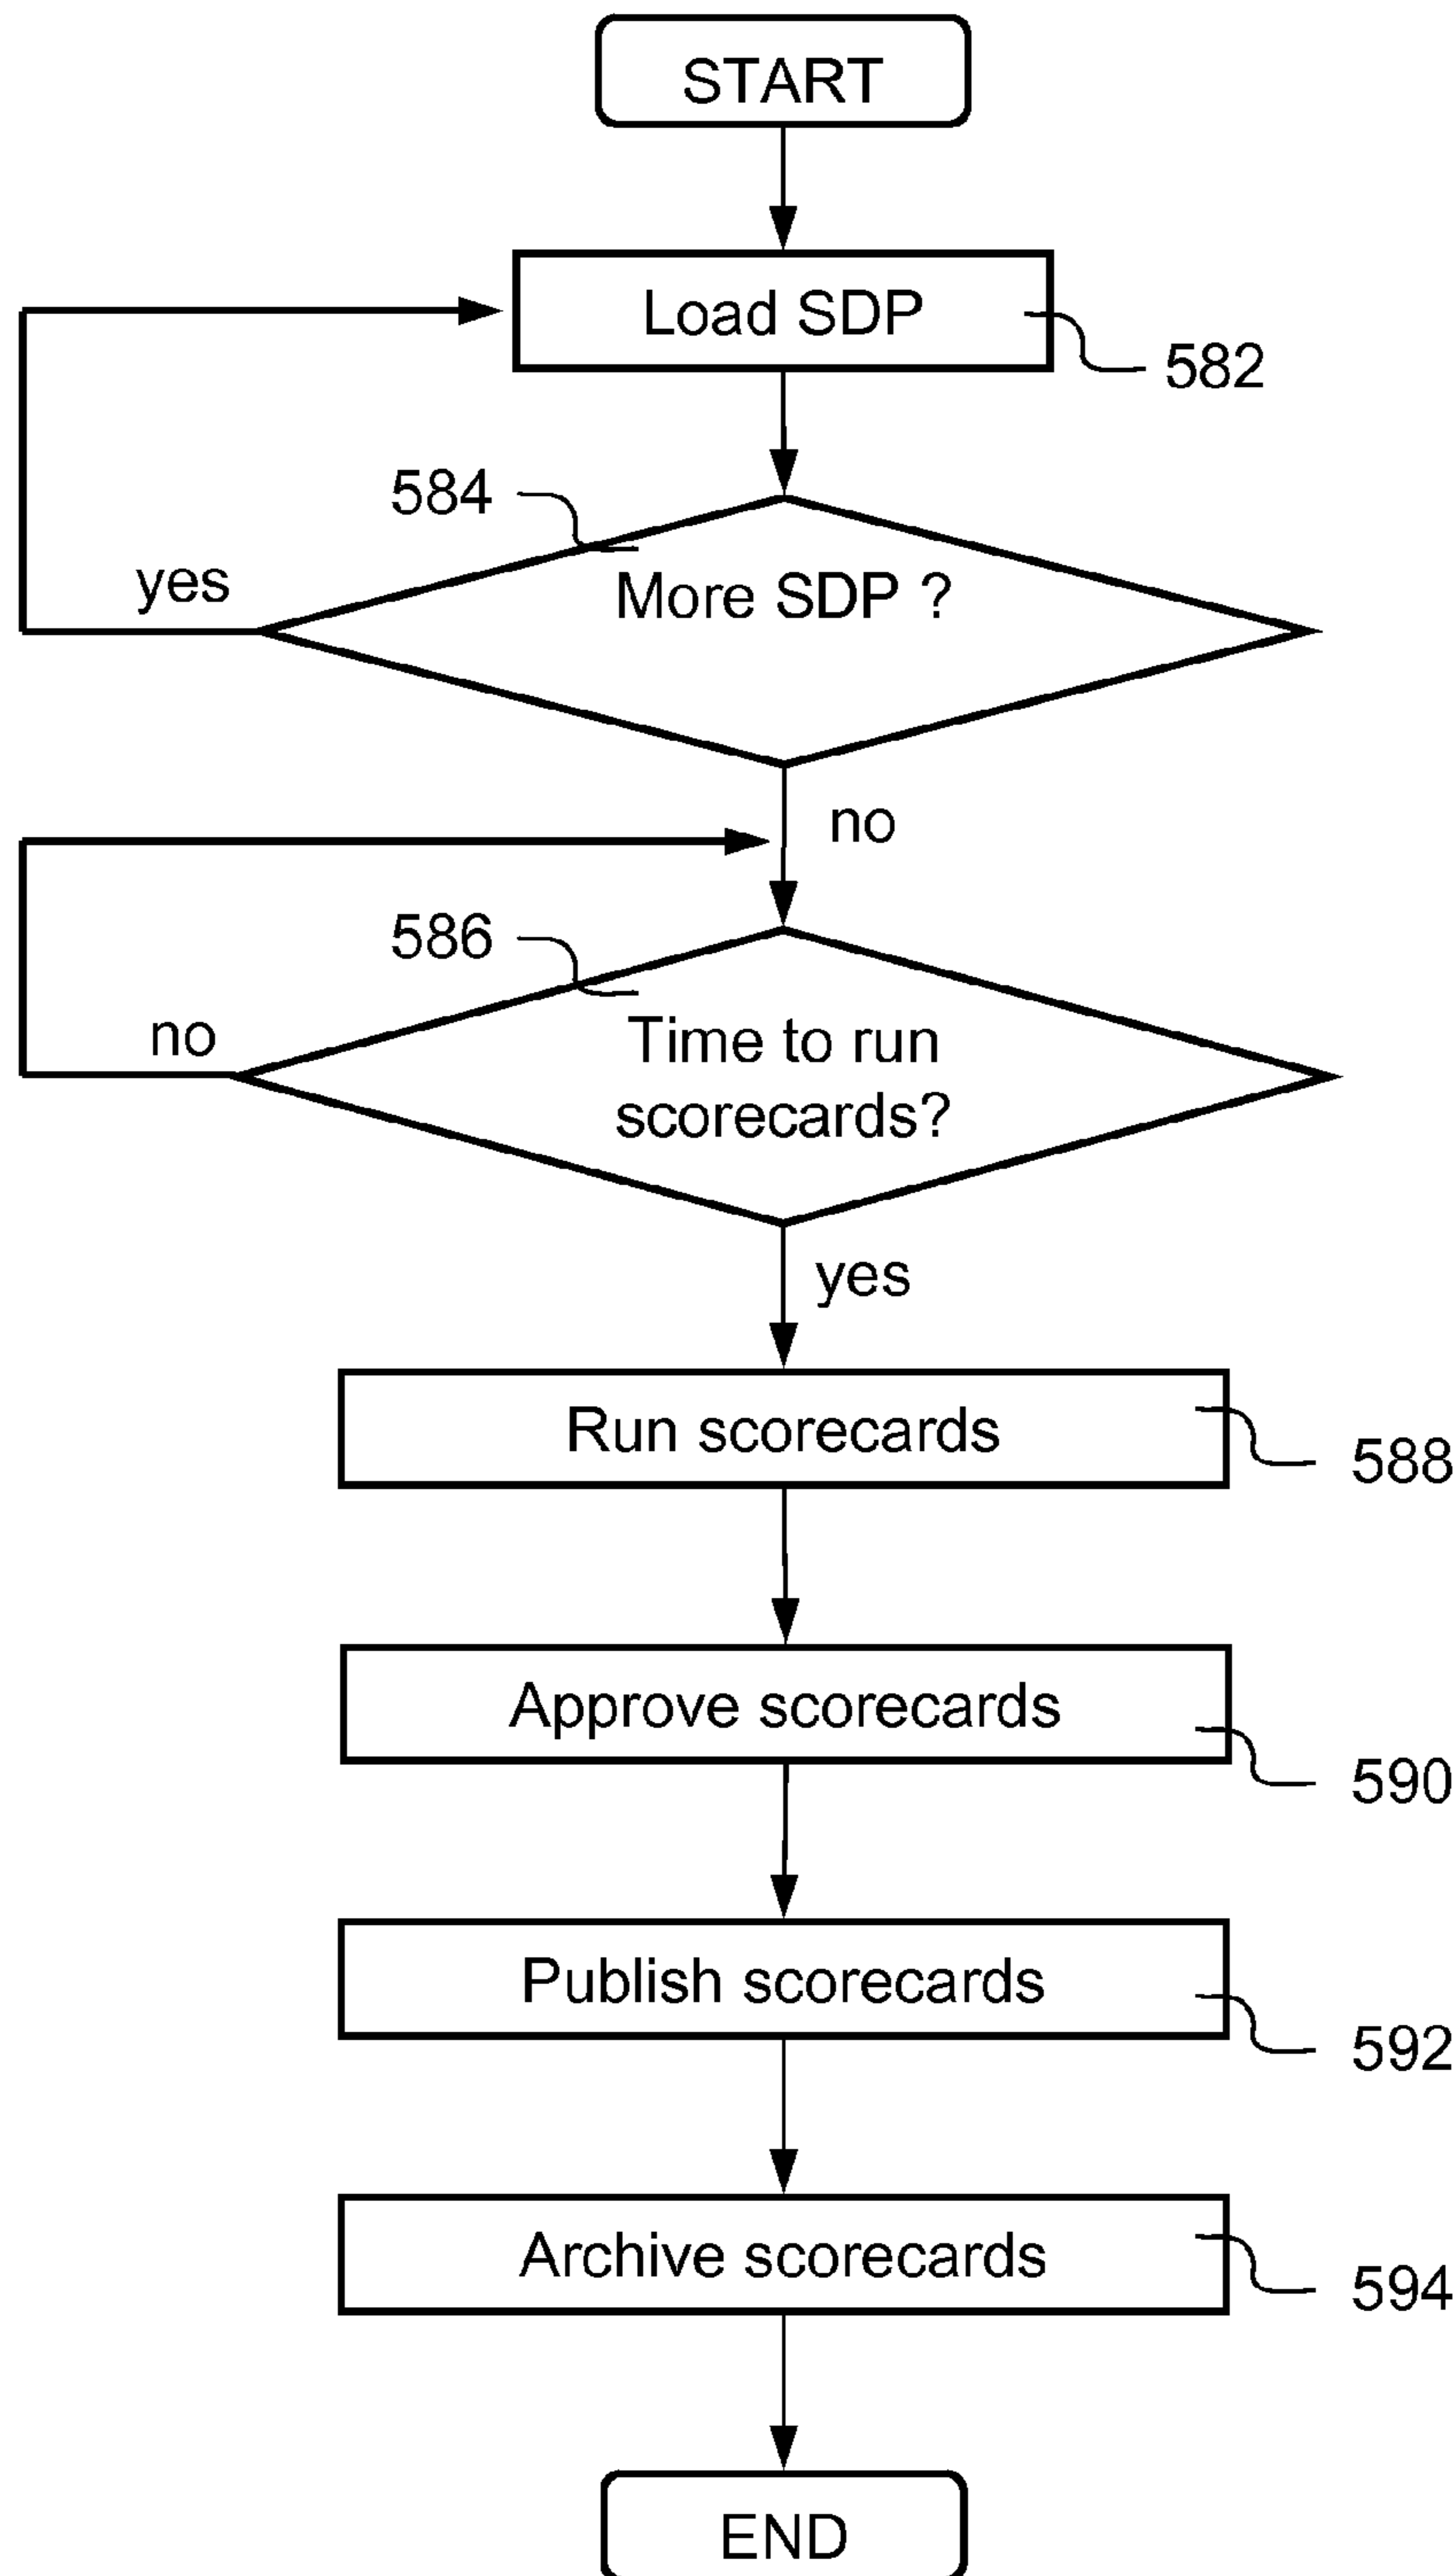 START
Load SDP
582
584
More SDP ?
yes
no
586
Time to run
scorecards?
no
yes
Run scorecards
588
Approve scorecards
590
Publish scorecards
592
Archive scorecards
594
END